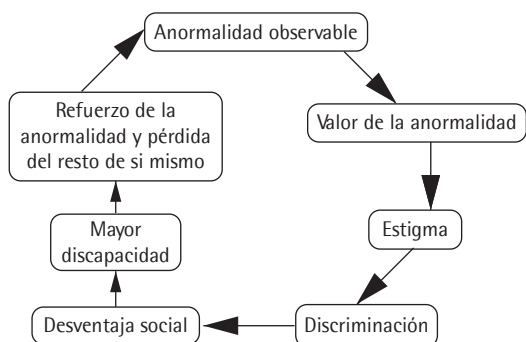 Anormalidad observable
Valor de la anormalidad
Estigma
Discriminación
Desventaja social
Mayor
discapacidad
Refuerzo de la
anormalidad y pérdida
del resto de si mismo